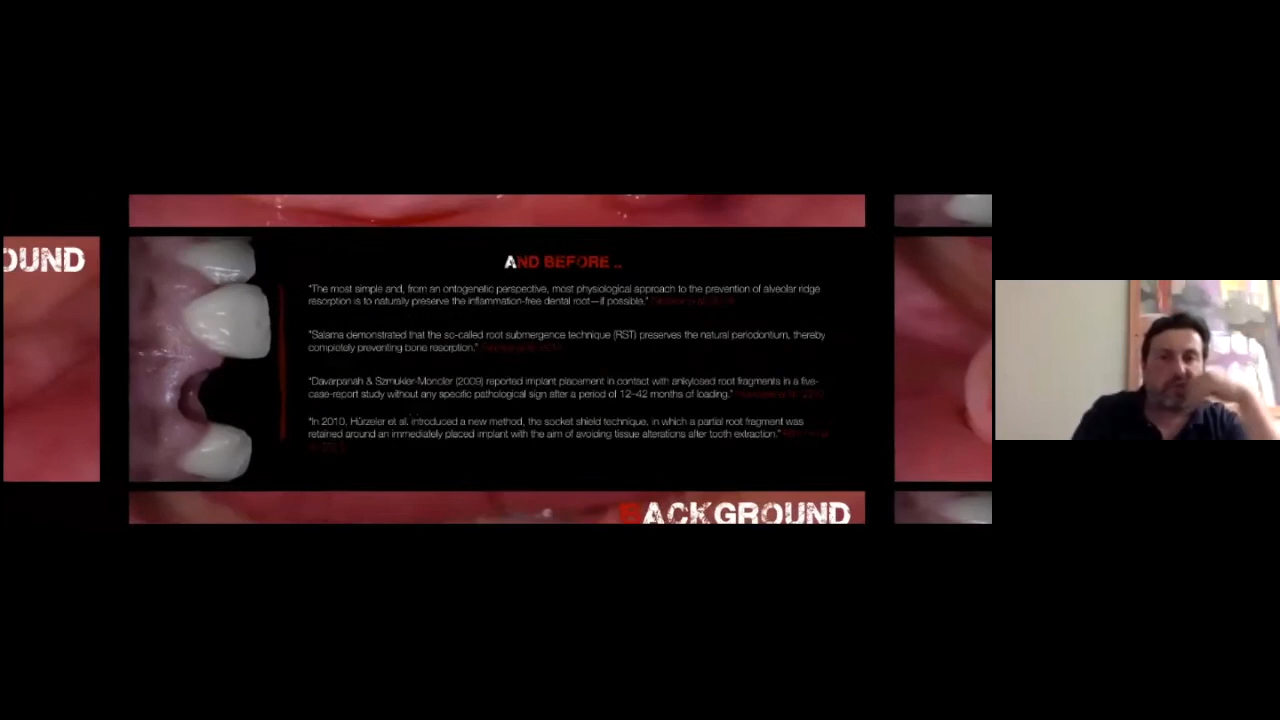 OUND
AND BEFORE ..
"The most simple and, from an ontogenetic perspective, most physiological approach to the prevention of alveolar ridge
resorption is to naturally preserve the inflammation-free dental root—if possible."
"Salama demonstrated that the so-called root submergence technique (RST) preserves the natural periodontium, thereby
completely preventing bone resorption."
"Davarpanah & Szmukler-Moncler (2009) reported implant placement in contact with ankylosed root fragments in a five-
case-report study without any specific pathological sign after a period of 12–42 months of loading."
"In 2010, Hürzeler et al. introduced a new method, the socket shield technique, in which a partial root fragment was
retained around an immediately placed implant with the aim of avoiding tissue alterations after tooth extraction."
BACKGROUND